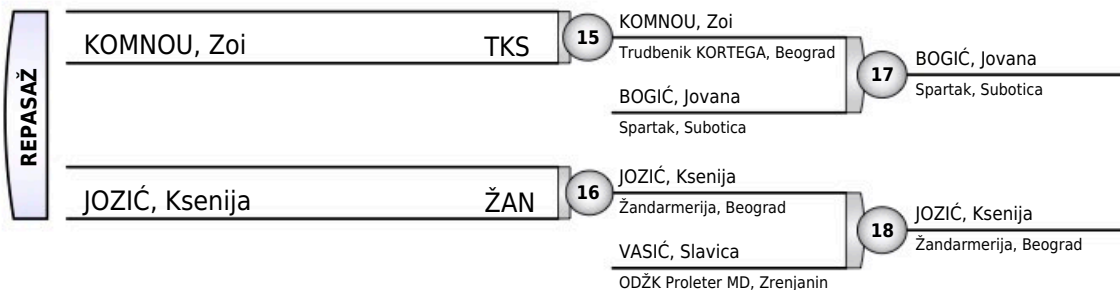 REPASAŽ
KOMNOU, Zoi TKS
15
KOMNOU, Zoi
Trudbenik KORTEGA, Beograd
BOGIĆ, Jovana
Spartak, Subotica
17
BOGIĆ, Jovana
Spartak, Subotica
JOZIĆ, Ksenija ŽAN
16
JOZIĆ, Ksenija
Žandarmerija, Beograd
VASIĆ, Slavica
ODŽK Proleter MD, Zrenjanin
18
JOZIĆ, Ksenija
Žandarmerija, Beograd